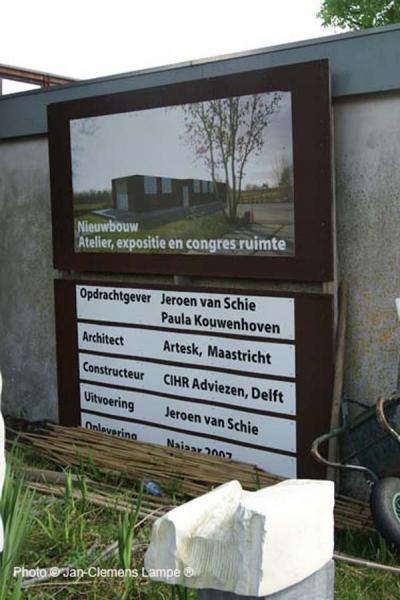 Nieuwbouw
Atelier, expositie en congres ruimte
Opdrachtgever Jeroen van Schie
Paula Kouwenhoven
Architect Artesk, Maastricht
Constructeur CIHR Adviezen, Delft
Uitvoering Jeroen van Schie
Oplevering Najaar 2007
Photo © Jan-Clemens Lampe ®